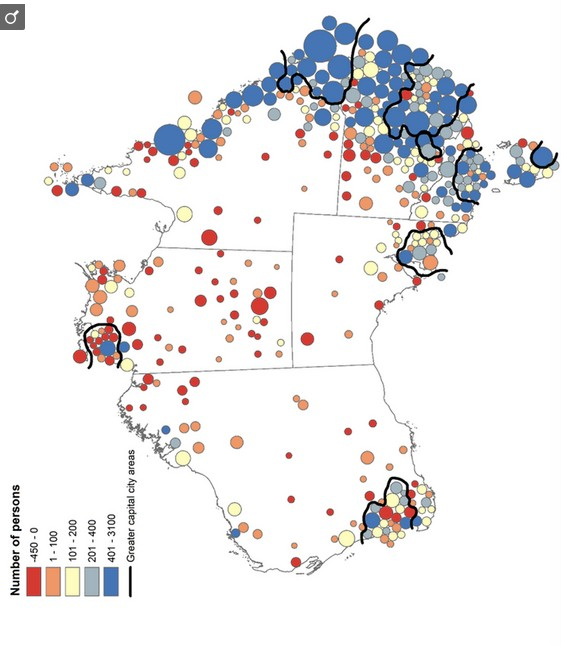 Number of persons
-450 - 0
1 - 100
101 - 200
201 - 400
401 - 3100
Greater capital city areas